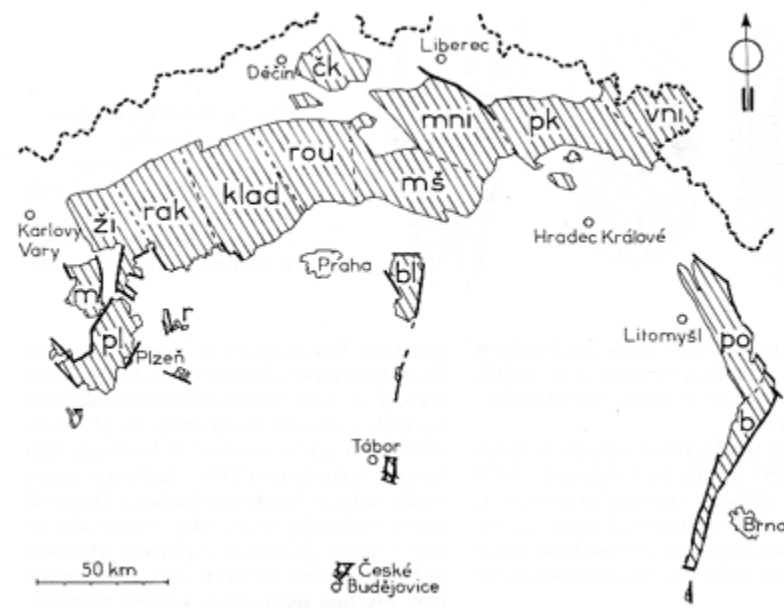 Děčín
čk
Liberec
mni
pk
vni
rou
mš
klad
rak
ži
Karlovy
Vary
Hradec Králové
Praha
bl
m
r
pl
Plzeň
Litomyšl
po
b
Tábor
Brno
50 km
České
Budějovice